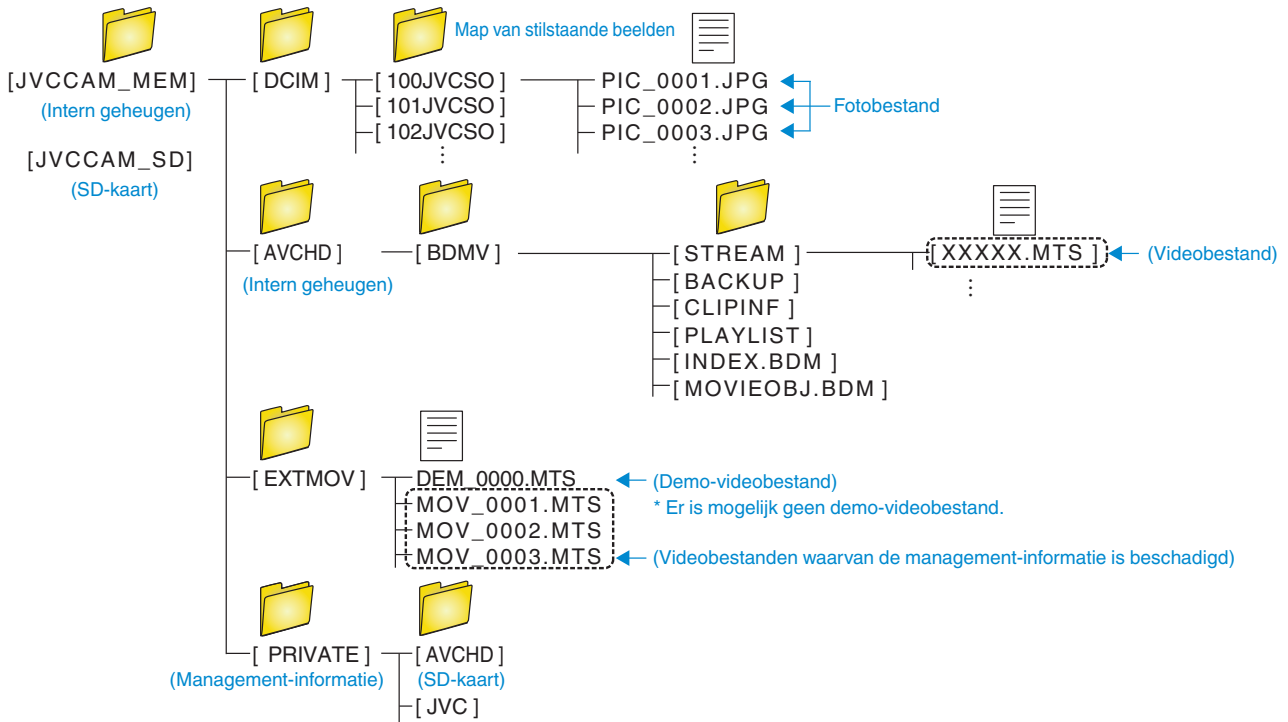 Map van stilstaande beelden
[JVCCAM_MEM]
(Intern geheugen)
[JVCCAM_SD]
(SD-kaart)
[ DCIM ]
[ 100JVCSO ]
[ 101JVCSO ]
[ 102JVCSO ]
PIC_0001.JPG
PIC_0002.JPG
PIC_0003.JPG
Fotobestand
[ AVCHD ]
(Intern geheugen)
[ BDMV ]
[ STREAM ]
[ BACKUP ]
[ CLIPINF ]
[ PLAYLIST ]
[ INDEX.BDM ]
[ MOVIEOBJ.BDM ]
[ XXXXX.MTS ]
(Videobestand)
[ EXTMOV ]
DEM_0000.MTS
(Demo-videobestand)
* Er is mogelijk geen demo-videobestand.
MOV_0001.MTS
MOV_0002.MTS
MOV_0003.MTS
(Videobestanden waarvan de management-informatie is beschadigd)
[ PRIVATE ]
(Management-informatie)
[ AVCHD ]
(SD-kaart)
[ JVC ]